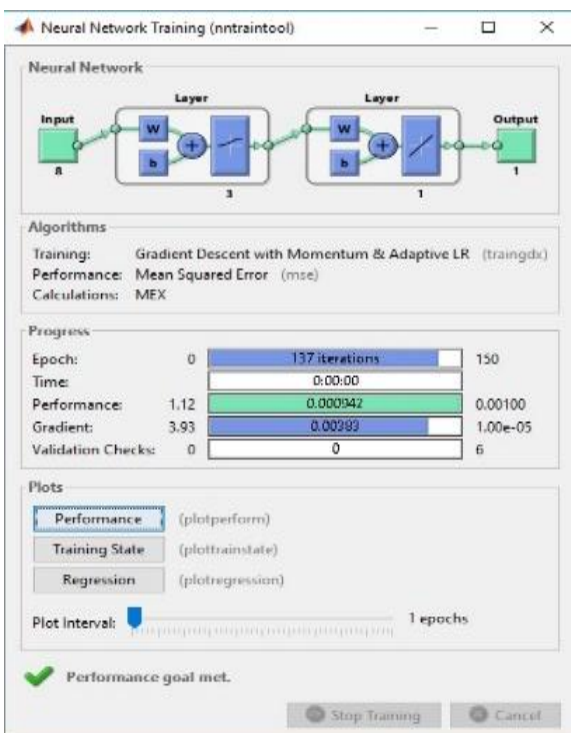 Neural Network Training (nntraintool)
Neural Network
Layer Layer
Input Output
W W
b b
8 3 1 1
Algorithms
Training: Gradient Descent with Momentum & Adaptive LR (traingdx)
Performance: Mean Squared Error (mse)
Calculations: MEX
Progress
Epoch: 0 137 iterations 150
Time: 0:00:00
Performance: 1.12 0.000942 0.00100
Gradient: 3.93 0.00383 1.00e-05
Validation Checks: 0 0 6
Plots
Performance (plotperform)
Training State (plottrainstate)
Regression (plotregression)
Plot Interval: 1 epochs
Performance goal met.
Stop Training Cancel